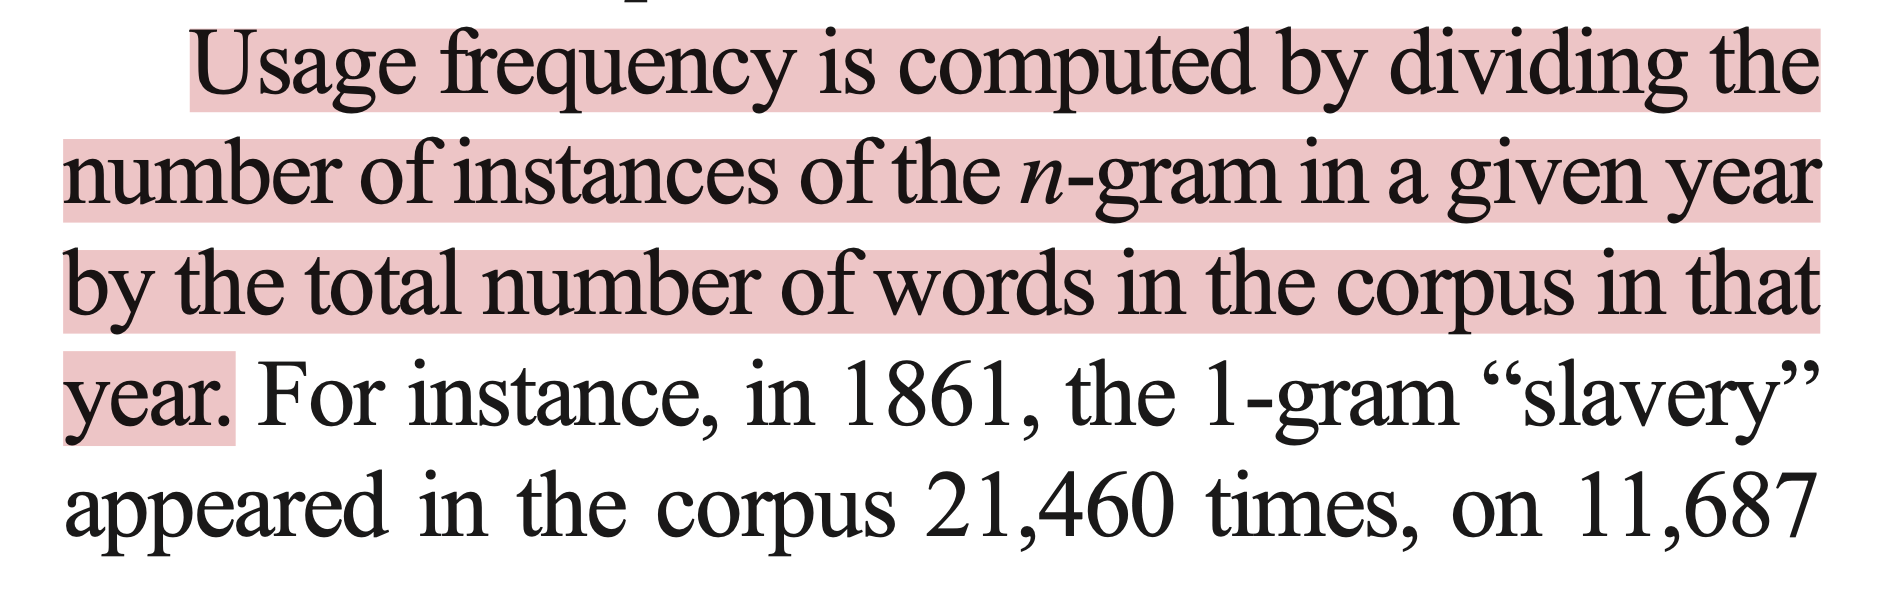 Usage frequency is computed by dividing the
number of instances of the n-gram in a given year
by the total number of words in the corpus in that
year. For instance, in 1861, the 1-gram “slavery”
appeared in the corpus 21,460 times, on 11,687